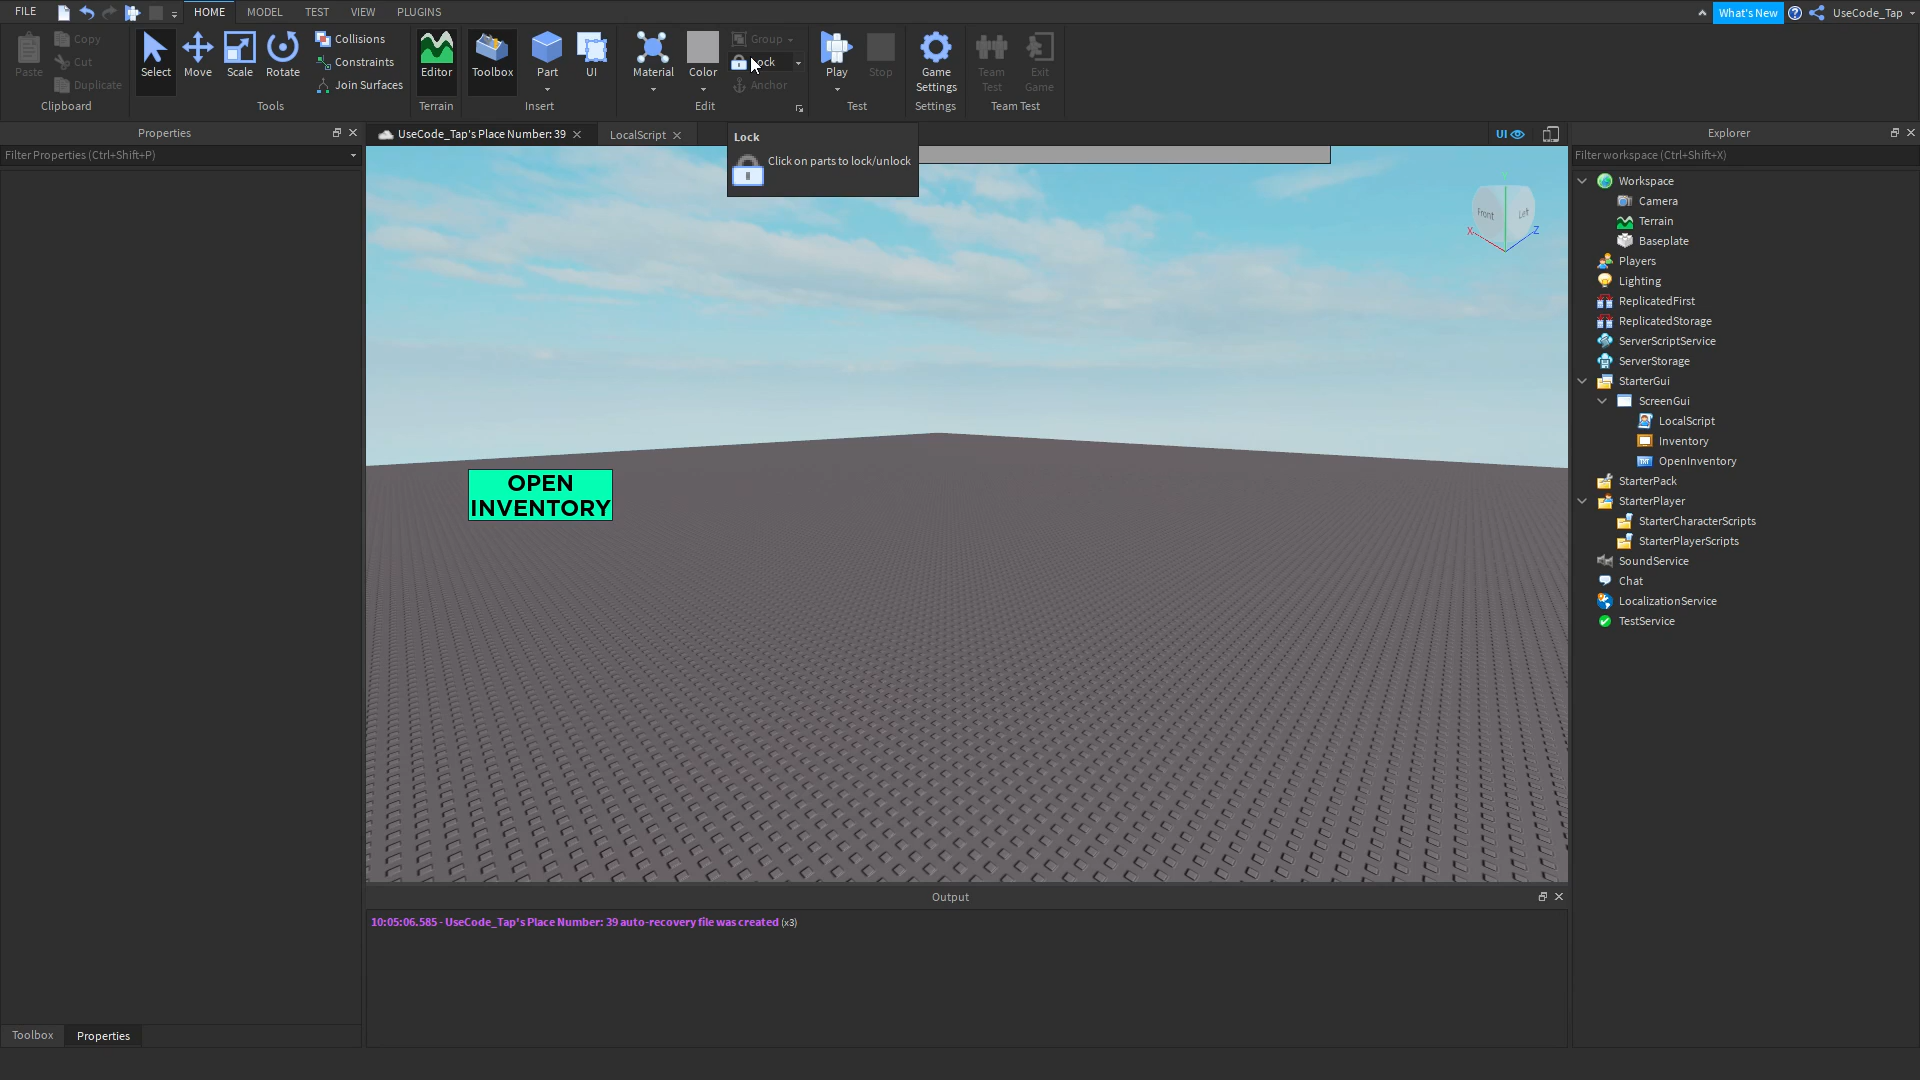 FILE HOME MODEL TEST VIEW PLUGINS What's New UseCode_Tap
Paste Copy Cut Duplicate
Clipboard
Select Move Scale Rotate
Collisions
Constraints
Join Surfaces
Tools
Editor
Terrain
Toolbox Part UI
Insert
Material Color Group Anchor
Edit
Play Stop
Test
Game Settings
Settings
Team Test Exit Game
Team Test
Properties
Filter Properties (Ctrl+Shift+P)
UseCode_Tap's Place Number: 39 LocalScript UI
Lock
Click on parts to lock/unlock
Front Left
X Z
OPEN
INVENTORY
Output
10:05:06.585 - UseCode_Tap's Place Number: 39 auto-recovery file was created (x3)
Explorer
Filter workspace (Ctrl+Shift+X)
Workspace
Camera
Terrain
Baseplate
Players
Lighting
ReplicatedFirst
ReplicatedStorage
ServerScriptService
ServerStorage
StarterGui
ScreenGui
LocalScript
Inventory
OpenInventory
StarterPack
StarterPlayer
StarterCharacterScripts
StarterPlayerScripts
SoundService
Chat
LocalizationService
TestService
Toolbox Properties